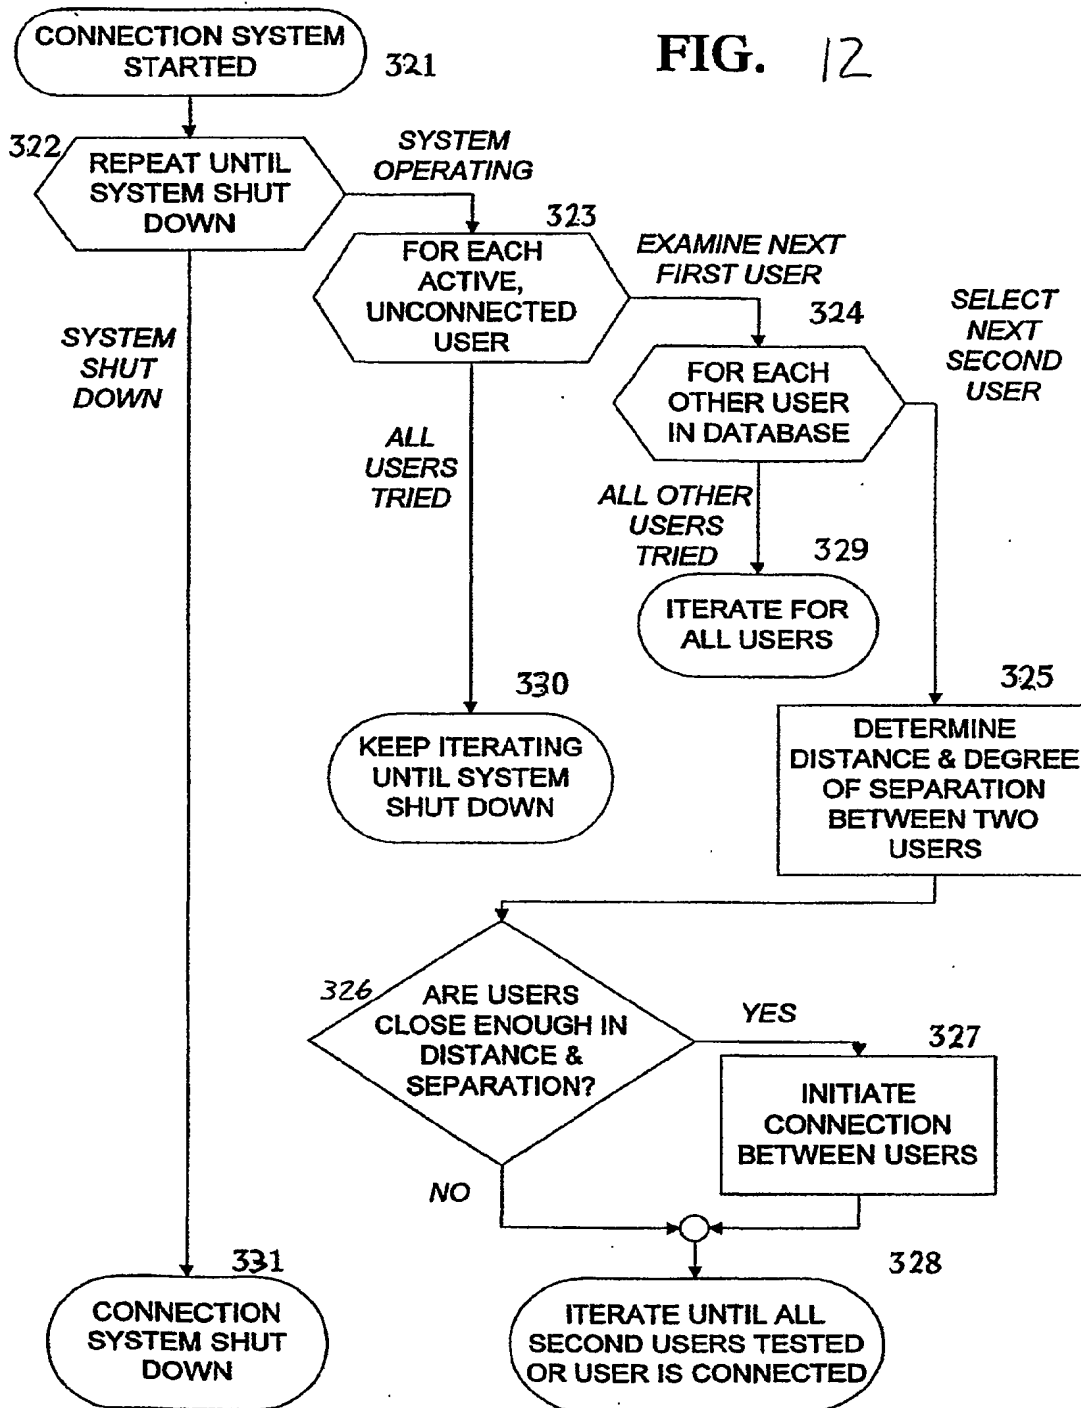 CONNECTION SYSTEM
STARTED
321
FIG. 12
322
REPEAT UNTIL
SYSTEM SHUT
DOWN
SYSTEM
OPERATING
323
FOR EACH
ACTIVE,
UNCONNECTED
USER
EXAMINE NEXT
FIRST USER
324
FOR EACH
OTHER USER
IN DATABASE
SELECT
NEXT
SECOND
USER
SYSTEM
SHUT
DOWN
ALL
USERS
TRIED
ALL OTHER
USERS
TRIED
329
ITERATE FOR
ALL USERS
330
KEEP ITERATING
UNTIL SYSTEM
SHUT DOWN
325
DETERMINE
DISTANCE & DEGREE
OF SEPARATION
BETWEEN TWO
USERS
326
ARE USERS
CLOSE ENOUGH IN
DISTANCE &
SEPARATION?
YES
327
INITIATE
CONNECTION
BETWEEN USERS
NO
328
ITERATE UNTIL ALL
SECOND USERS TESTED
OR USER IS CONNECTED
331
CONNECTION
SYSTEM SHUT
DOWN